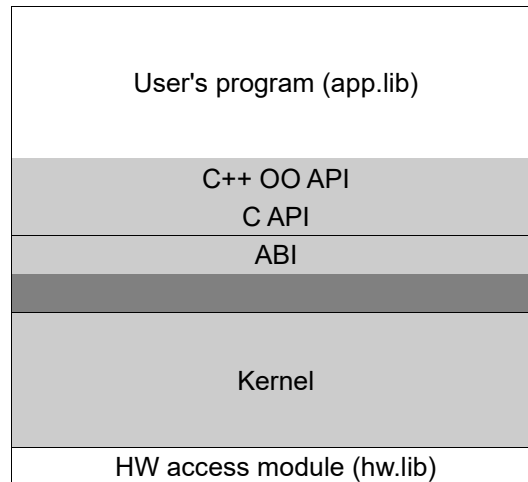 User's program (app.lib)
C++ OO API
C API
ABI
Kernel
HW access module (hw.lib)